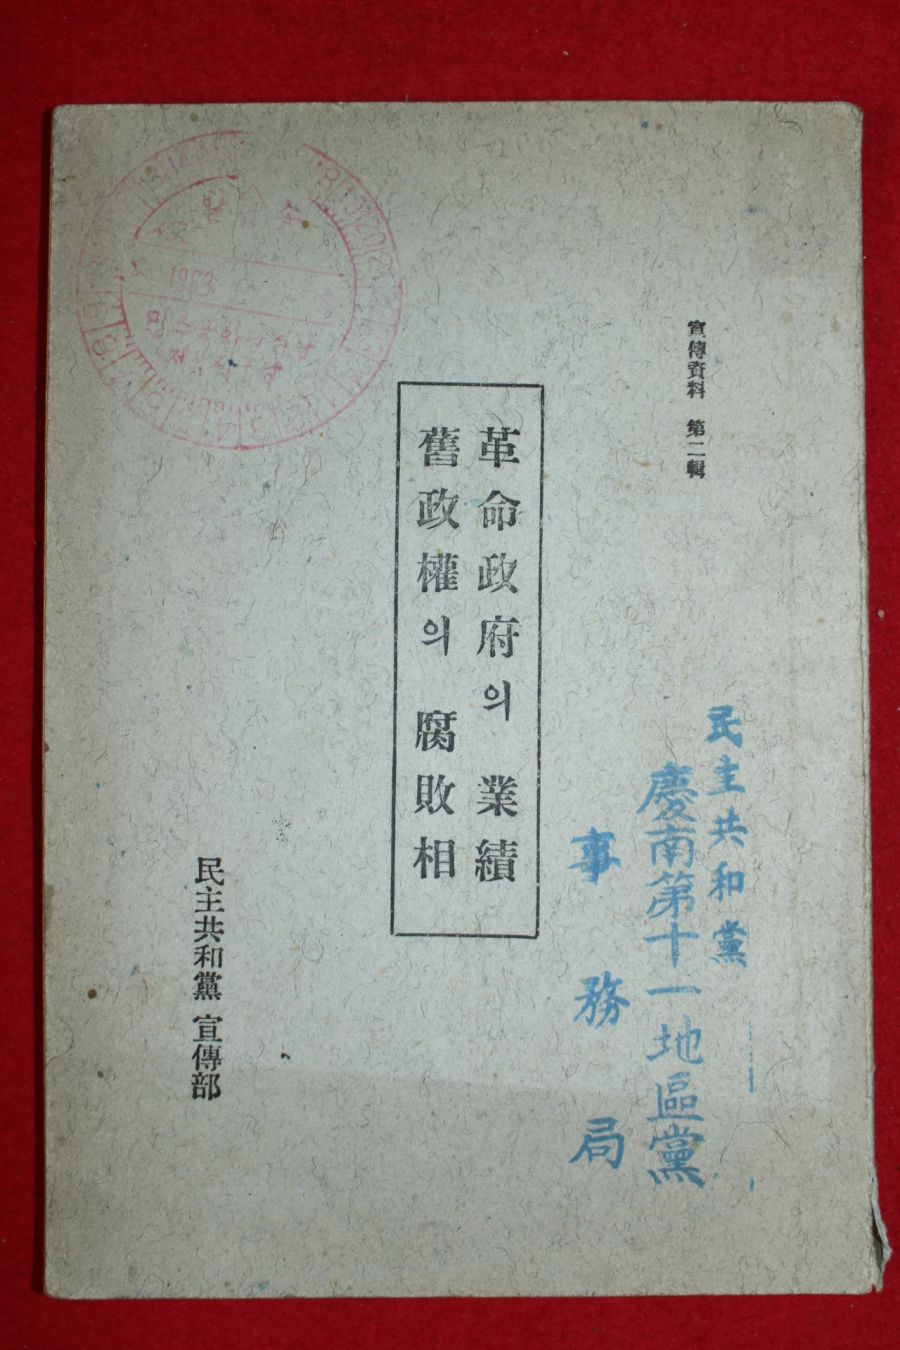 宣傳資料 第二輯
革命政府의 業績
舊政權의 腐敗相
民主共和黨 宣傳部
民主共和黨
慶南第十一地區黨
事務局
1963